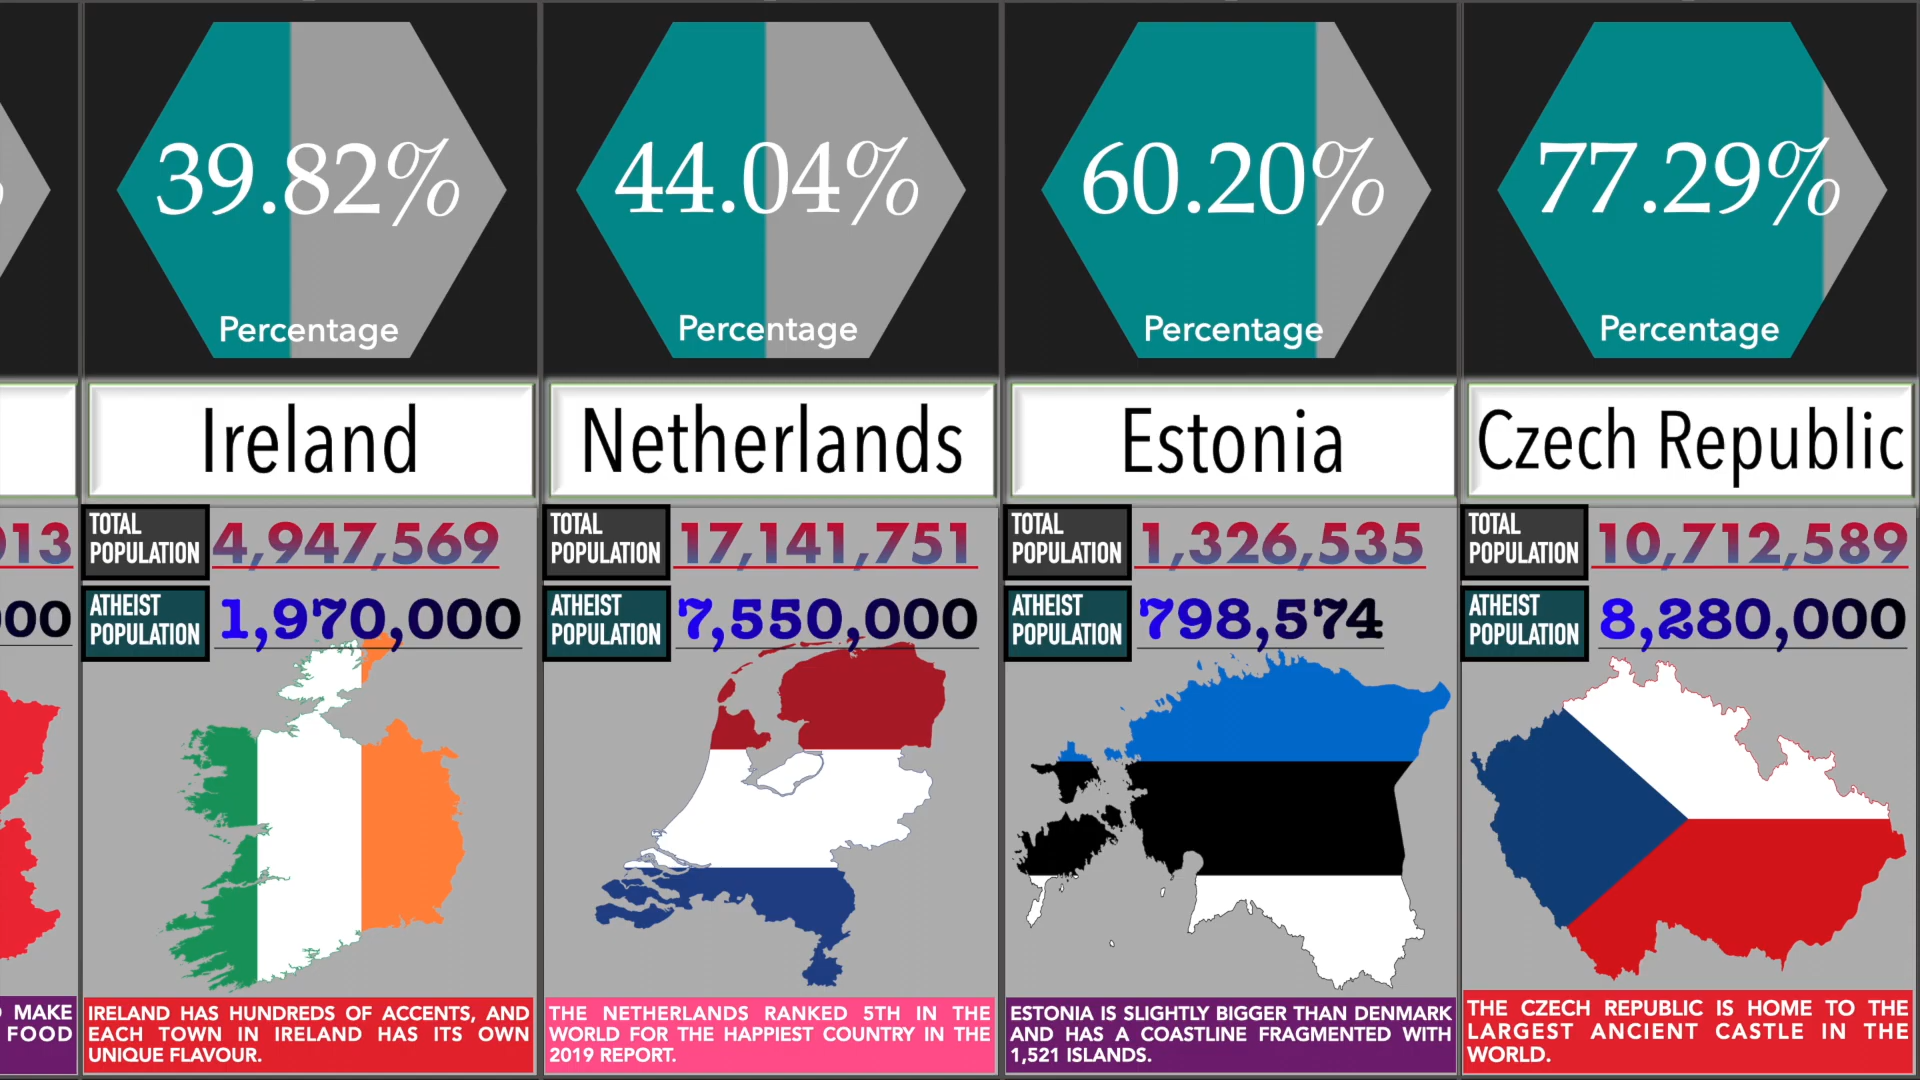 %
013
00
MAKE
FOOD
39.82%
Percentage
Ireland
TOTAL
POPULATION
4,947,569
ATHEIST
POPULATION
1,970,000
IRELAND HAS HUNDREDS OF ACCENTS, AND
EACH TOWN IN IRELAND HAS ITS OWN
UNIQUE FLAVOUR.
44.04%
Percentage
Netherlands
TOTAL
POPULATION
17,141,751
ATHEIST
POPULATION
7,550,000
THE NETHERLANDS RANKED 5TH IN THE
WORLD FOR THE HAPPIEST COUNTRY IN THE
2019 REPORT.
60.20%
Percentage
Estonia
TOTAL
POPULATION
1,326,535
ATHEIST
POPULATION
798,574
ESTONIA IS SLIGHTLY BIGGER THAN DENMARK
AND HAS A COASTLINE FRAGMENTED WITH
1,521 ISLANDS.
77.29%
Percentage
Czech Republic
TOTAL
POPULATION
10,712,589
ATHEIST
POPULATION
8,280,000
THE CZECH REPUBLIC IS HOME TO THE
LARGEST ANCIENT CASTLE IN THE
WORLD.